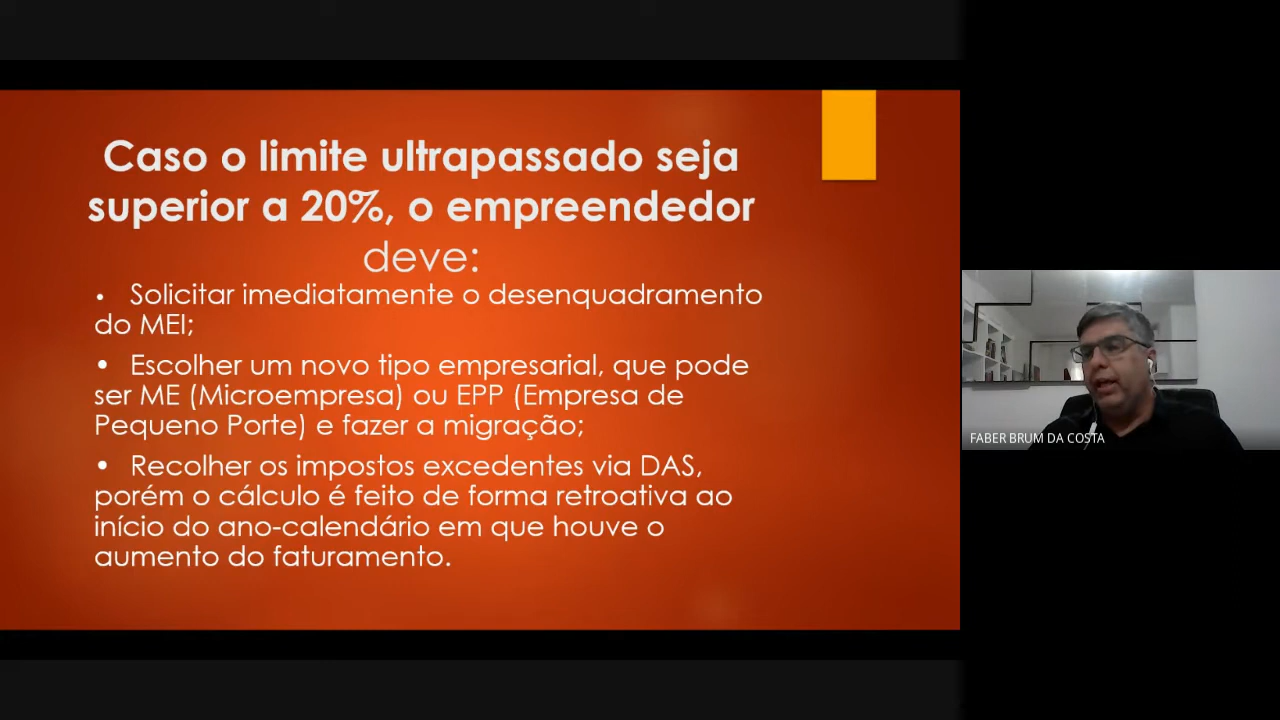 Caso o limite ultrapassado seja
superior a 20%, o empreendedor
deve:
• Solicitar imediatamente o desenquadramento
do MEI;
• Escolher um novo tipo empresarial, que pode
ser ME (Microempresa) ou EPP (Empresa de
Pequeno Porte) e fazer a migração;
• Recolher os impostos excedentes via DAS,
porém o cálculo é feito de forma retroativa ao
início do ano-calendário em que houve o
aumento do faturamento.
FABER BRUM DA COSTA